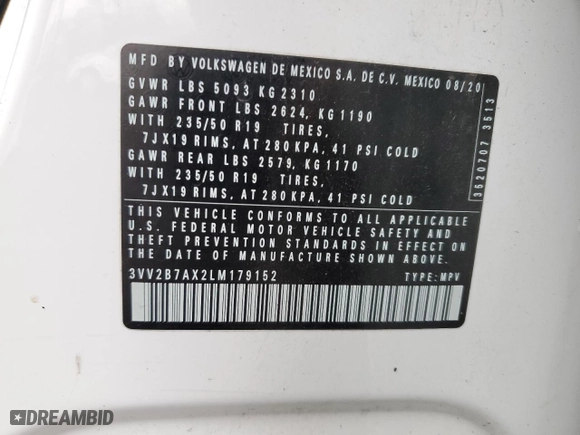 MFD BY VOLKSWAGEN DE MEXICO S.A. DE C.V. MEXICO 08/20
GVWR LBS 5093 KG 2310
GAWR FRONT LBS 2624, KG 1190
WITH 235/50 R19 TIRES,
7JX19 RIMS, AT 280 KPA, 41 PSI COLD
GAWR REAR LBS 2579, KG 1170
WITH 235/50 R19 TIRES,
7JX19 RIMS, AT 280 KPA, 41 PSI COLD
THIS VEHICLE CONFORMS TO ALL APPLICABLE
U.S. FEDERAL MOTOR VEHICLE SAFETY AND
THEFT PREVENTION STANDARDS IN EFFECT ON
THE DATE OF MANUFACTURE SHOWN ABOVE
3VV2B7AX2LM179152 TYPE: MPV
3520707 3513
DREAMBID